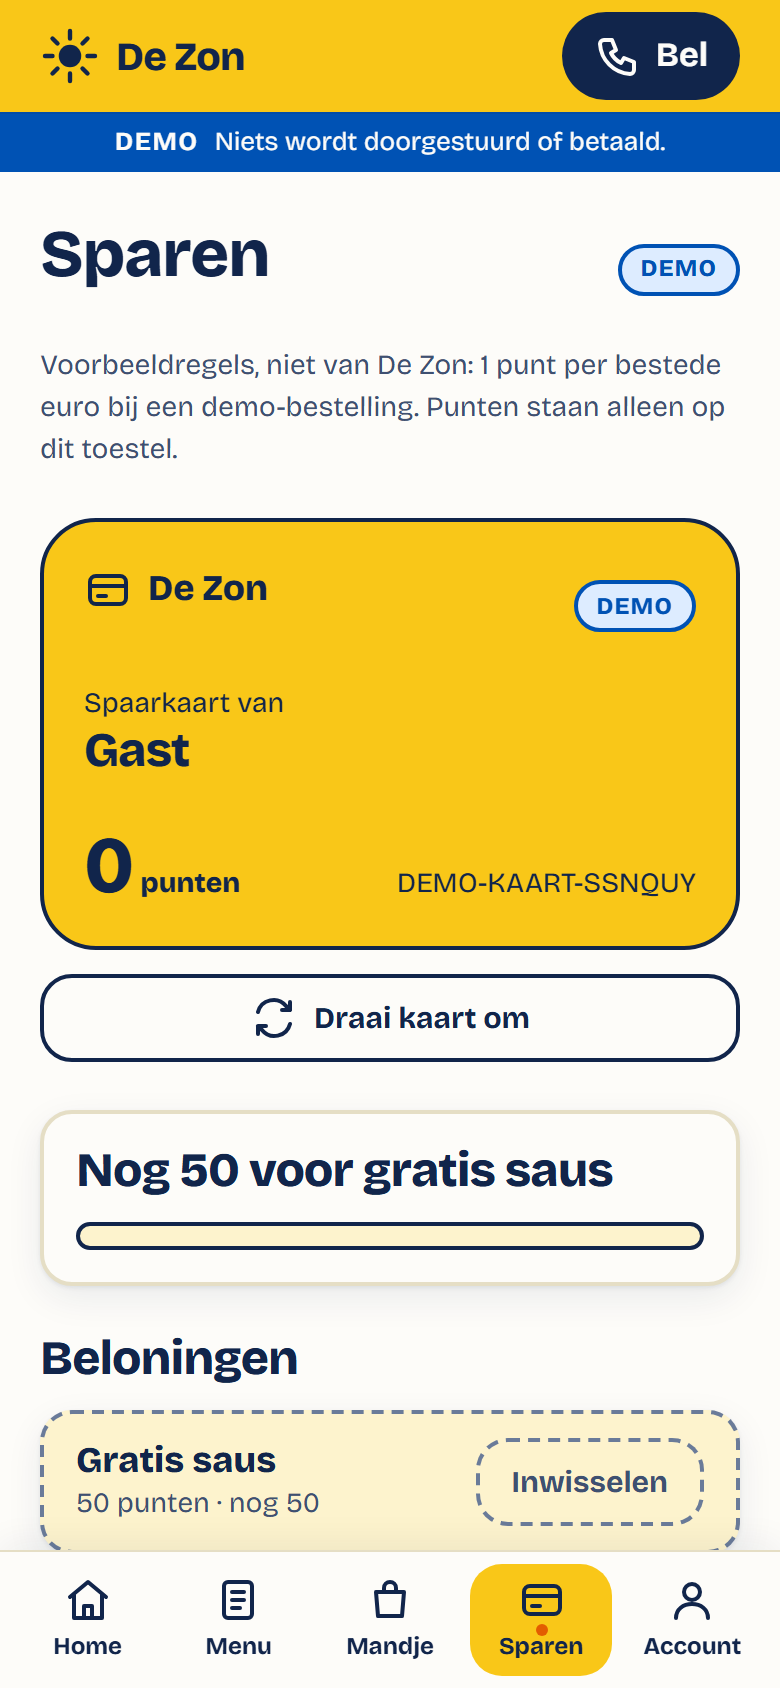 De Zon
Bel
DEMO Niets wordt doorgestuurd of betaald.
Sparen
DEMO
Voorbeeldregels, niet van De Zon: 1 punt per bestede
euro bij een demo-bestelling. Punten staan alleen op
dit toestel.
De Zon
DEMO
Spaarkaart van
Gast
0 punten
DEMO-KAART-SSNQUY
Draai kaart om
Nog 50 voor gratis saus
Beloningen
Gratis saus
50 punten · nog 50
Inwisselen
Home
Menu
Mandje
Sparen
Account